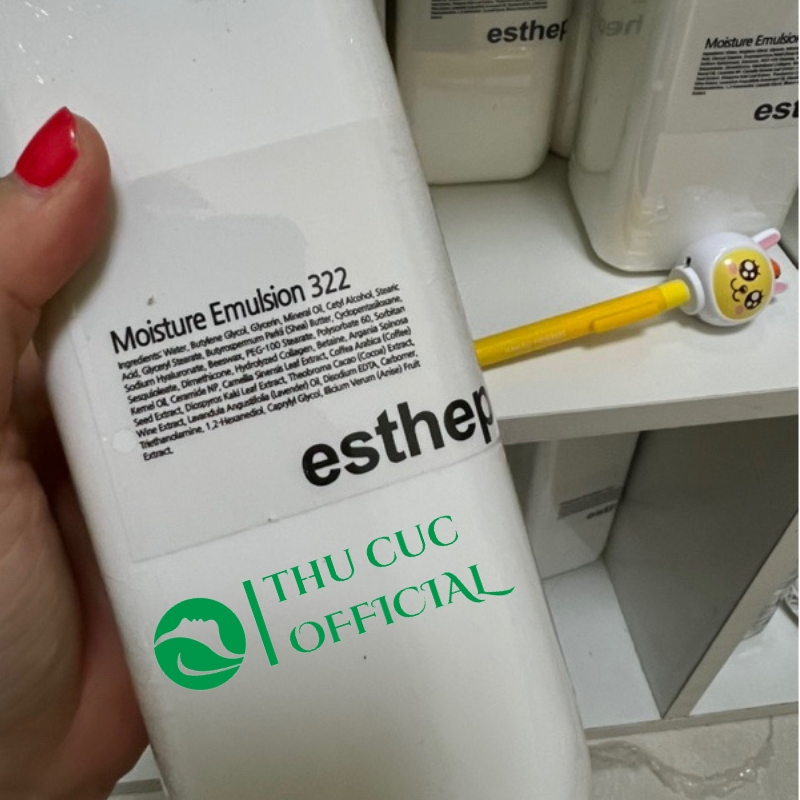 esthep
Moisture Emulsion
est
Moisture Emulsion 322
Ingredients: Water, Butylene Glycol, Glycerin, Mineral Oil, Cetyl Alcohol, Stearic
Acid, Glyceryl Stearate, Butyrospermum Parkii (Shea) Butter, Cyclopentasiloxane,
Sodium Hyaluronate, Beeswax, PEG-100 Stearate, Polysorbate 60, Sorbitan
Sesquioleate, Dimethicone, Hydrolyzed Collagen, Betaine, Argania Spinosa
Kernel Oil, Ceramide NP, Camellia Sinensis Leaf Extract, Coffea Arabica (Coffee)
Seed Extract, Diospyros Kaki Leaf Extract, Theobroma Cacao (Cocoa) Extract,
Wine Extract, Lavandula Angustifolia (Lavender) Oil, Disodium EDTA, Carbomer,
Triethanolamine, 1,2-Hexanediol, Caprylyl Glycol, Illicium Verum (Anise) Fruit
Extract.
esthep
THU CUC
OFFICIAL